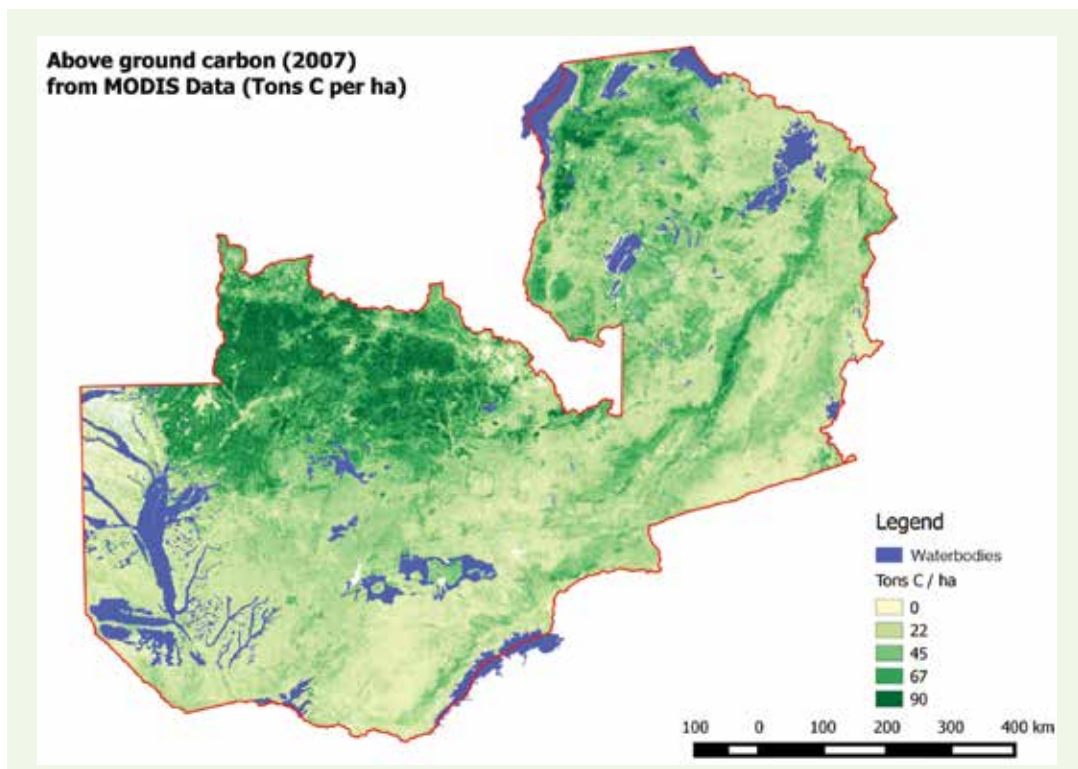 Above ground carbon (2007)
from MODIS Data (Tons C per ha)
Legend
Waterbodies
Tons C / ha
0
22
45
67
90
100 0 100 200 300 400 km